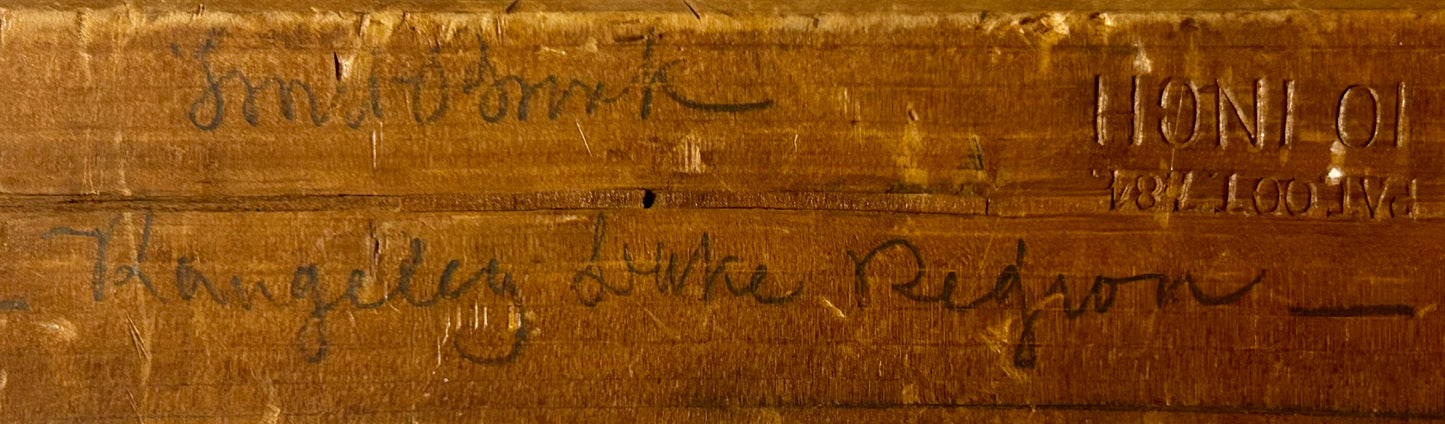 — Rangeley Lake Region —
PAT.OCT.7.84.
10 INCH